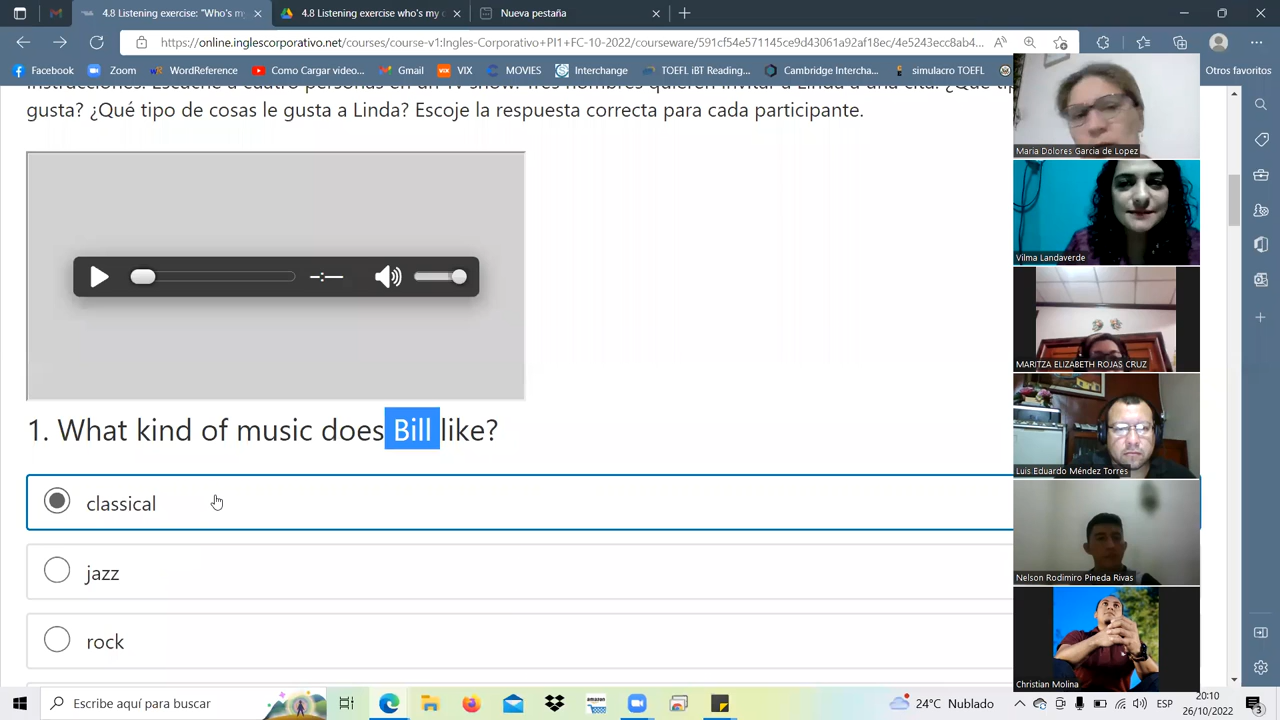 4.8 Listening exercise: "Who's my
4.8 Listening exercise who's my
Nueva pestaña
https://online.inglescorporativo.net/courses/course-v1:Ingles-Corporativo+PI1+FC-10-2022/courseware/591cf54e571145ce9d43061a92af18ec/4e5243ecc8ab4...
Facebook
Zoom
WordReference
Como Cargar video...
Gmail
VIX
MOVIES
Interchange
TOEFL iBT Reading...
Cambridge Intercha...
simulacro TOEFL
Otros favoritos
gusta? ¿Qué tipo de cosas le gusta a Linda? Escoje la respuesta correcta para cada participante.
1. What kind of music does Bill like?
classical
jazz
rock
Maria Dolores Garcia de Lopez
Vilma Landaverde
MARITZA ELIZABETH ROJAS CRUZ
Luis Eduardo Méndez Torres
Nelson Rodimiro Pineda Rivas
Christian Molina
Escribe aquí para buscar
24°C Nublado
ESP
20:10
26/10/2022
3